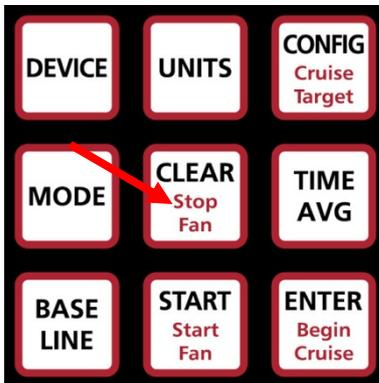 DEVICE
UNITS
CONFIG
Cruise
Target
MODE
CLEAR
Stop
Fan
TIME
AVG
BASE
LINE
START
Start
Fan
ENTER
Begin
Cruise